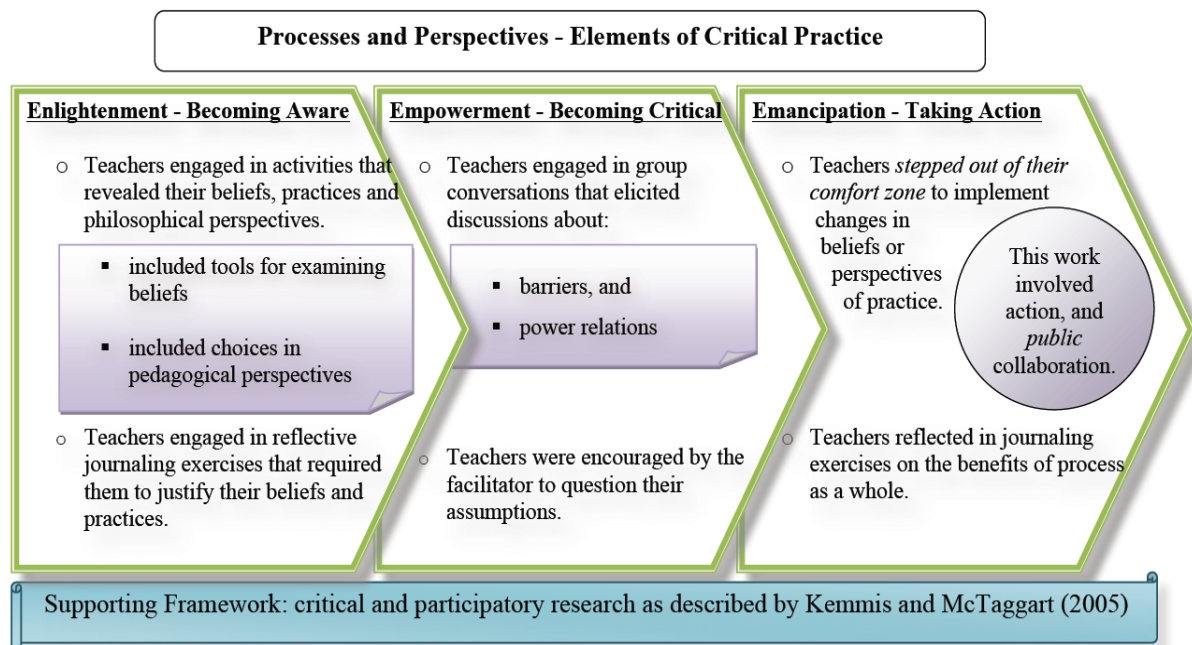 Processes and Perspectives - Elements of Critical Practice
Enlightenment - Becoming Aware
○ Teachers engaged in activities that
revealed their beliefs, practices and
philosophical perspectives.
▪ included tools for examining
beliefs
▪ included choices in
pedagogical perspectives
○ Teachers engaged in reflective
journaling exercises that required
them to justify their beliefs and
practices.
Empowerment - Becoming Critical
○ Teachers engaged in group
conversations that elicited
discussions about:
▪ barriers, and
▪ power relations
○ Teachers were encouraged by the
facilitator to question their
assumptions.
Emancipation - Taking Action
○ Teachers stepped out of their
comfort zone to implement
changes in
beliefs or
perspectives
of practice.
This work
involved
action, and
public
collaboration.
○ Teachers reflected in journaling
exercises on the benefits of process
as a whole.
Supporting Framework: critical and participatory research as described by Kemmis and McTaggart (2005)